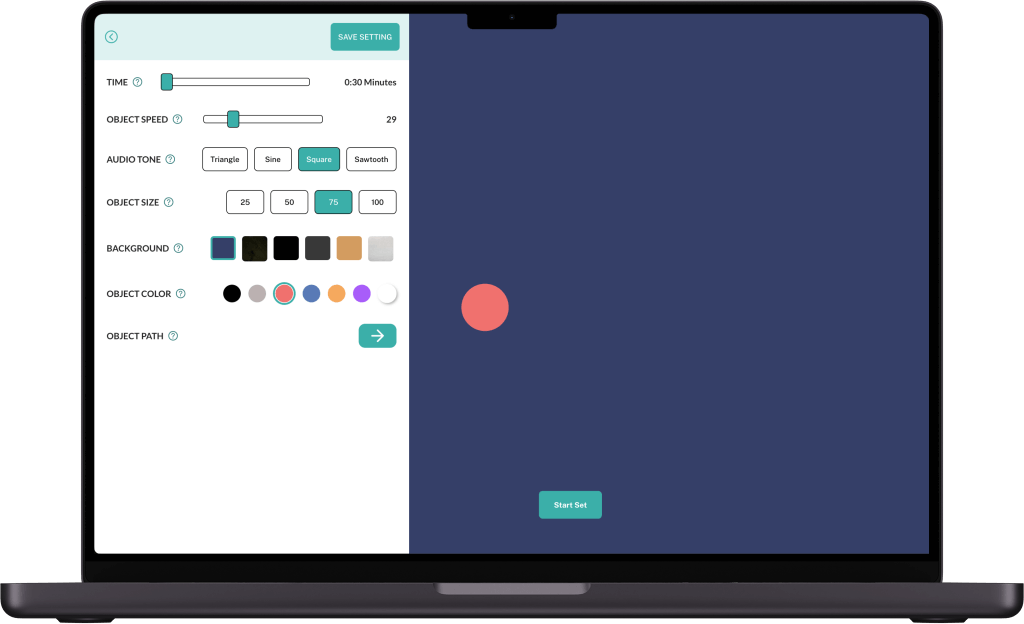 SAVE SETTING
TIME ? 0:30 Minutes
OBJECT SPEED ? 29
AUDIO TONE ? Triangle Sine Square Sawtooth
OBJECT SIZE ? 25 50 75 100
BACKGROUND ?
OBJECT COLOR ?
OBJECT PATH ?
Start Set